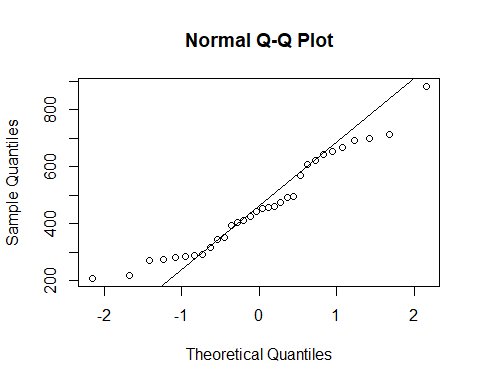 Normal Q-Q Plot
Sample Quantiles
800
600
400
200
-2 -1 0 1 2
Theoretical Quantiles